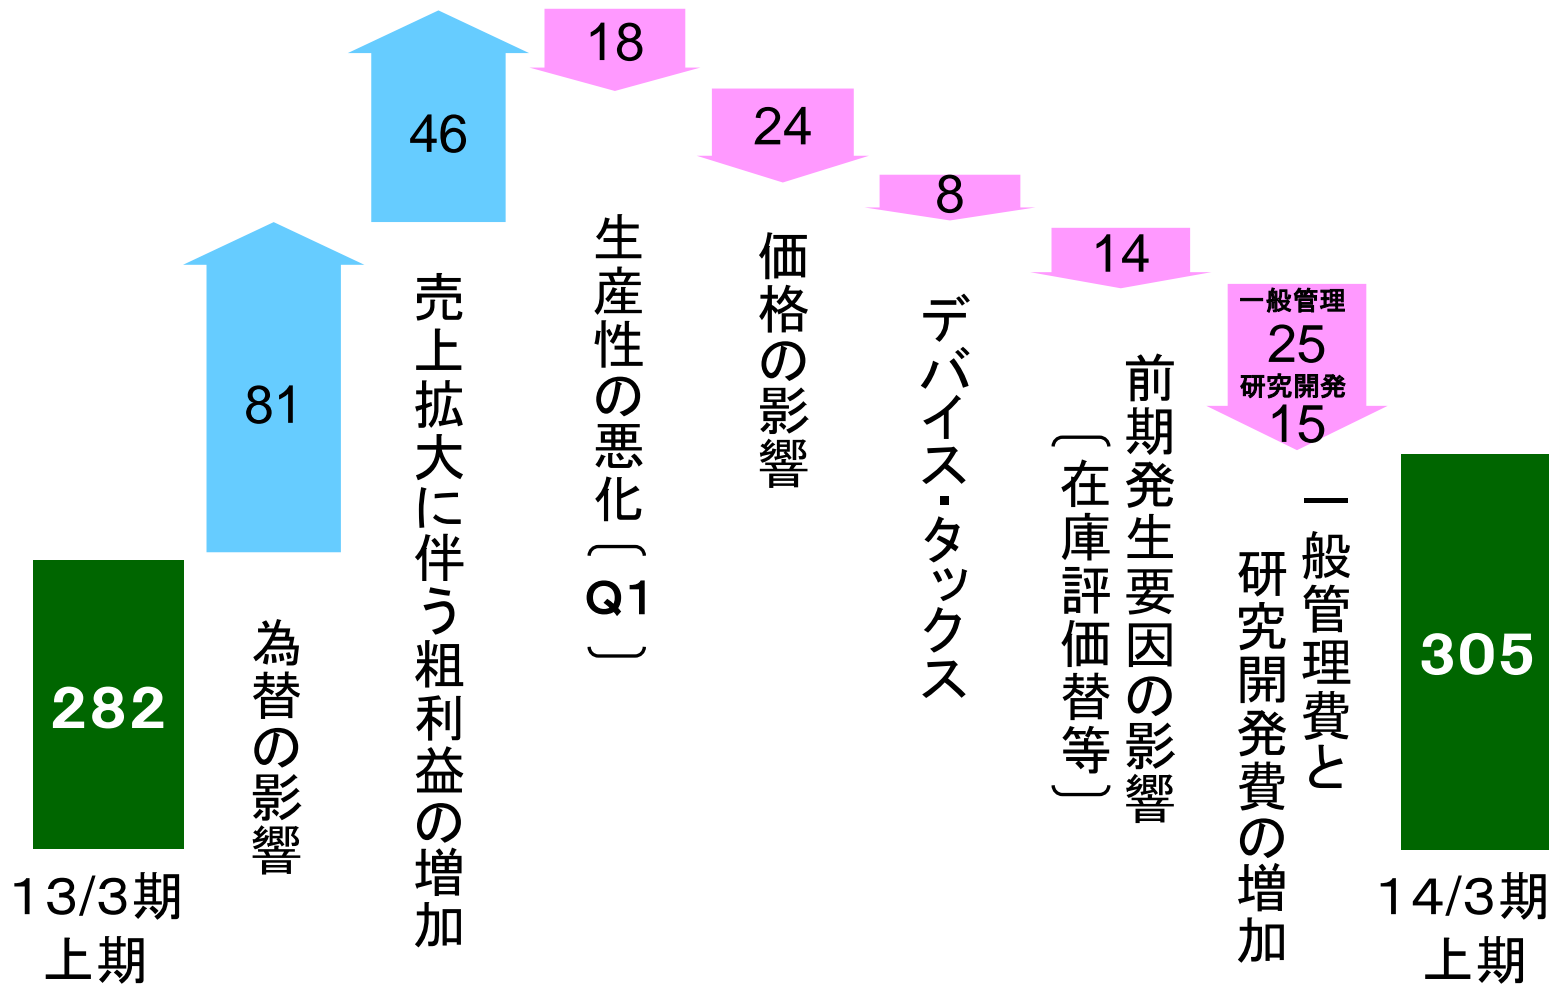 282
13/3期
上期
81
為替の影響
46
売上拡大に伴う粗利益の増加
18
生産性の悪化〔Q1〕
24
価格の影響
8
デバイス・タックス
14
前期発生要因の影響
〔在庫評価替等〕
一般管理
25
研究開発
15
一般管理費と
研究開発費の増加
305
14/3期
上期